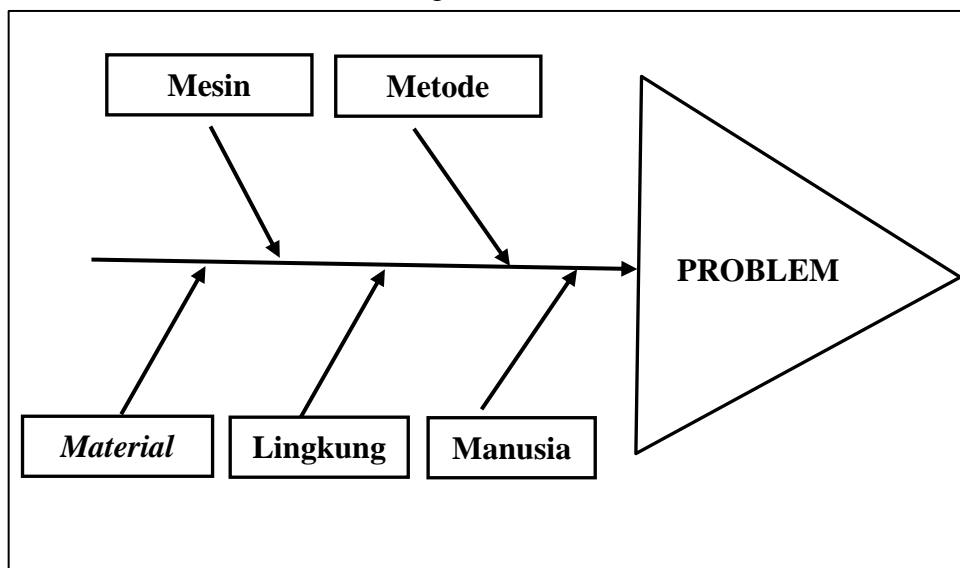 Mesin
Metode
PROBLEM
Material
Lingkung
Manusia